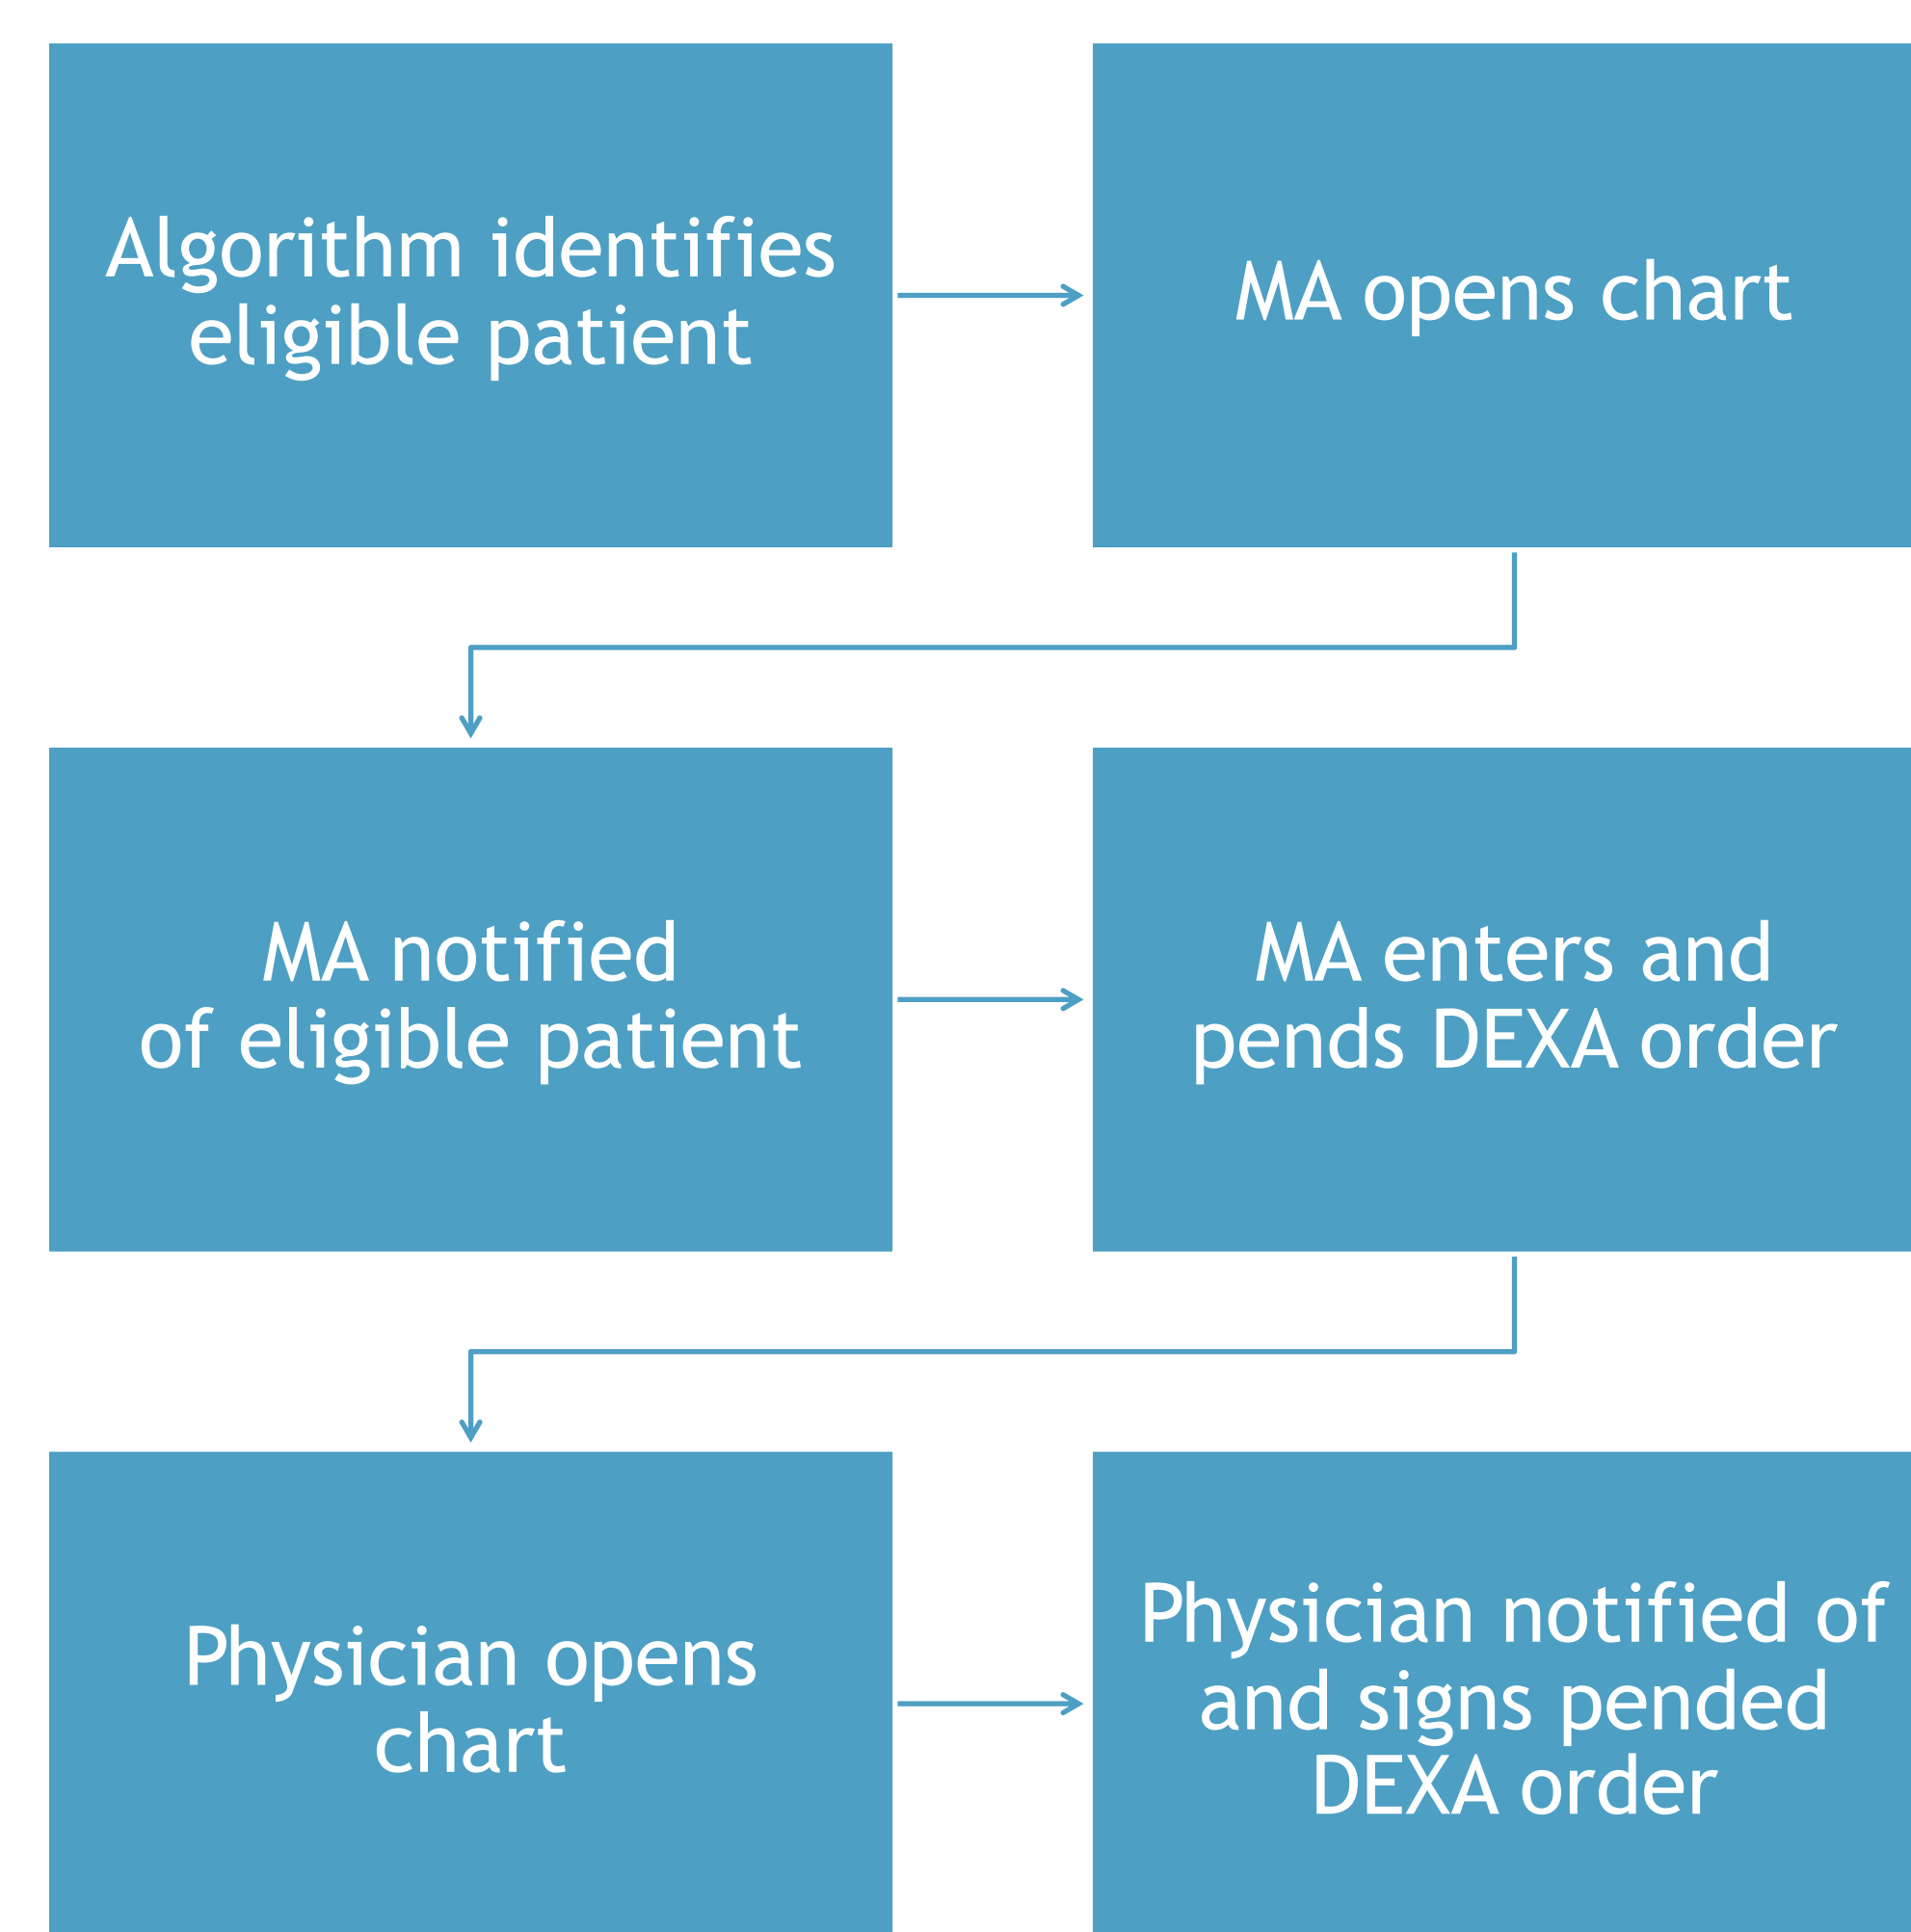 Algorithm identifies
eligible patient
MA opens chart
MA notified
of eligible patient
MA enters and
pends DEXA order
Physician opens
chart
Physician notified of
and signs pended
DEXA order